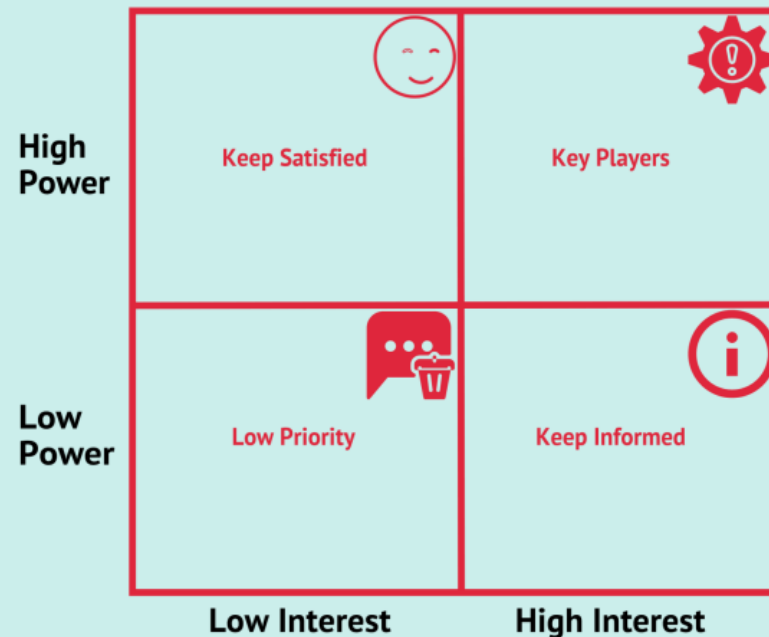 High
Power
Keep Satisfied
Key Players
Low
Power
Low Priority
Keep Informed
Low Interest
High Interest